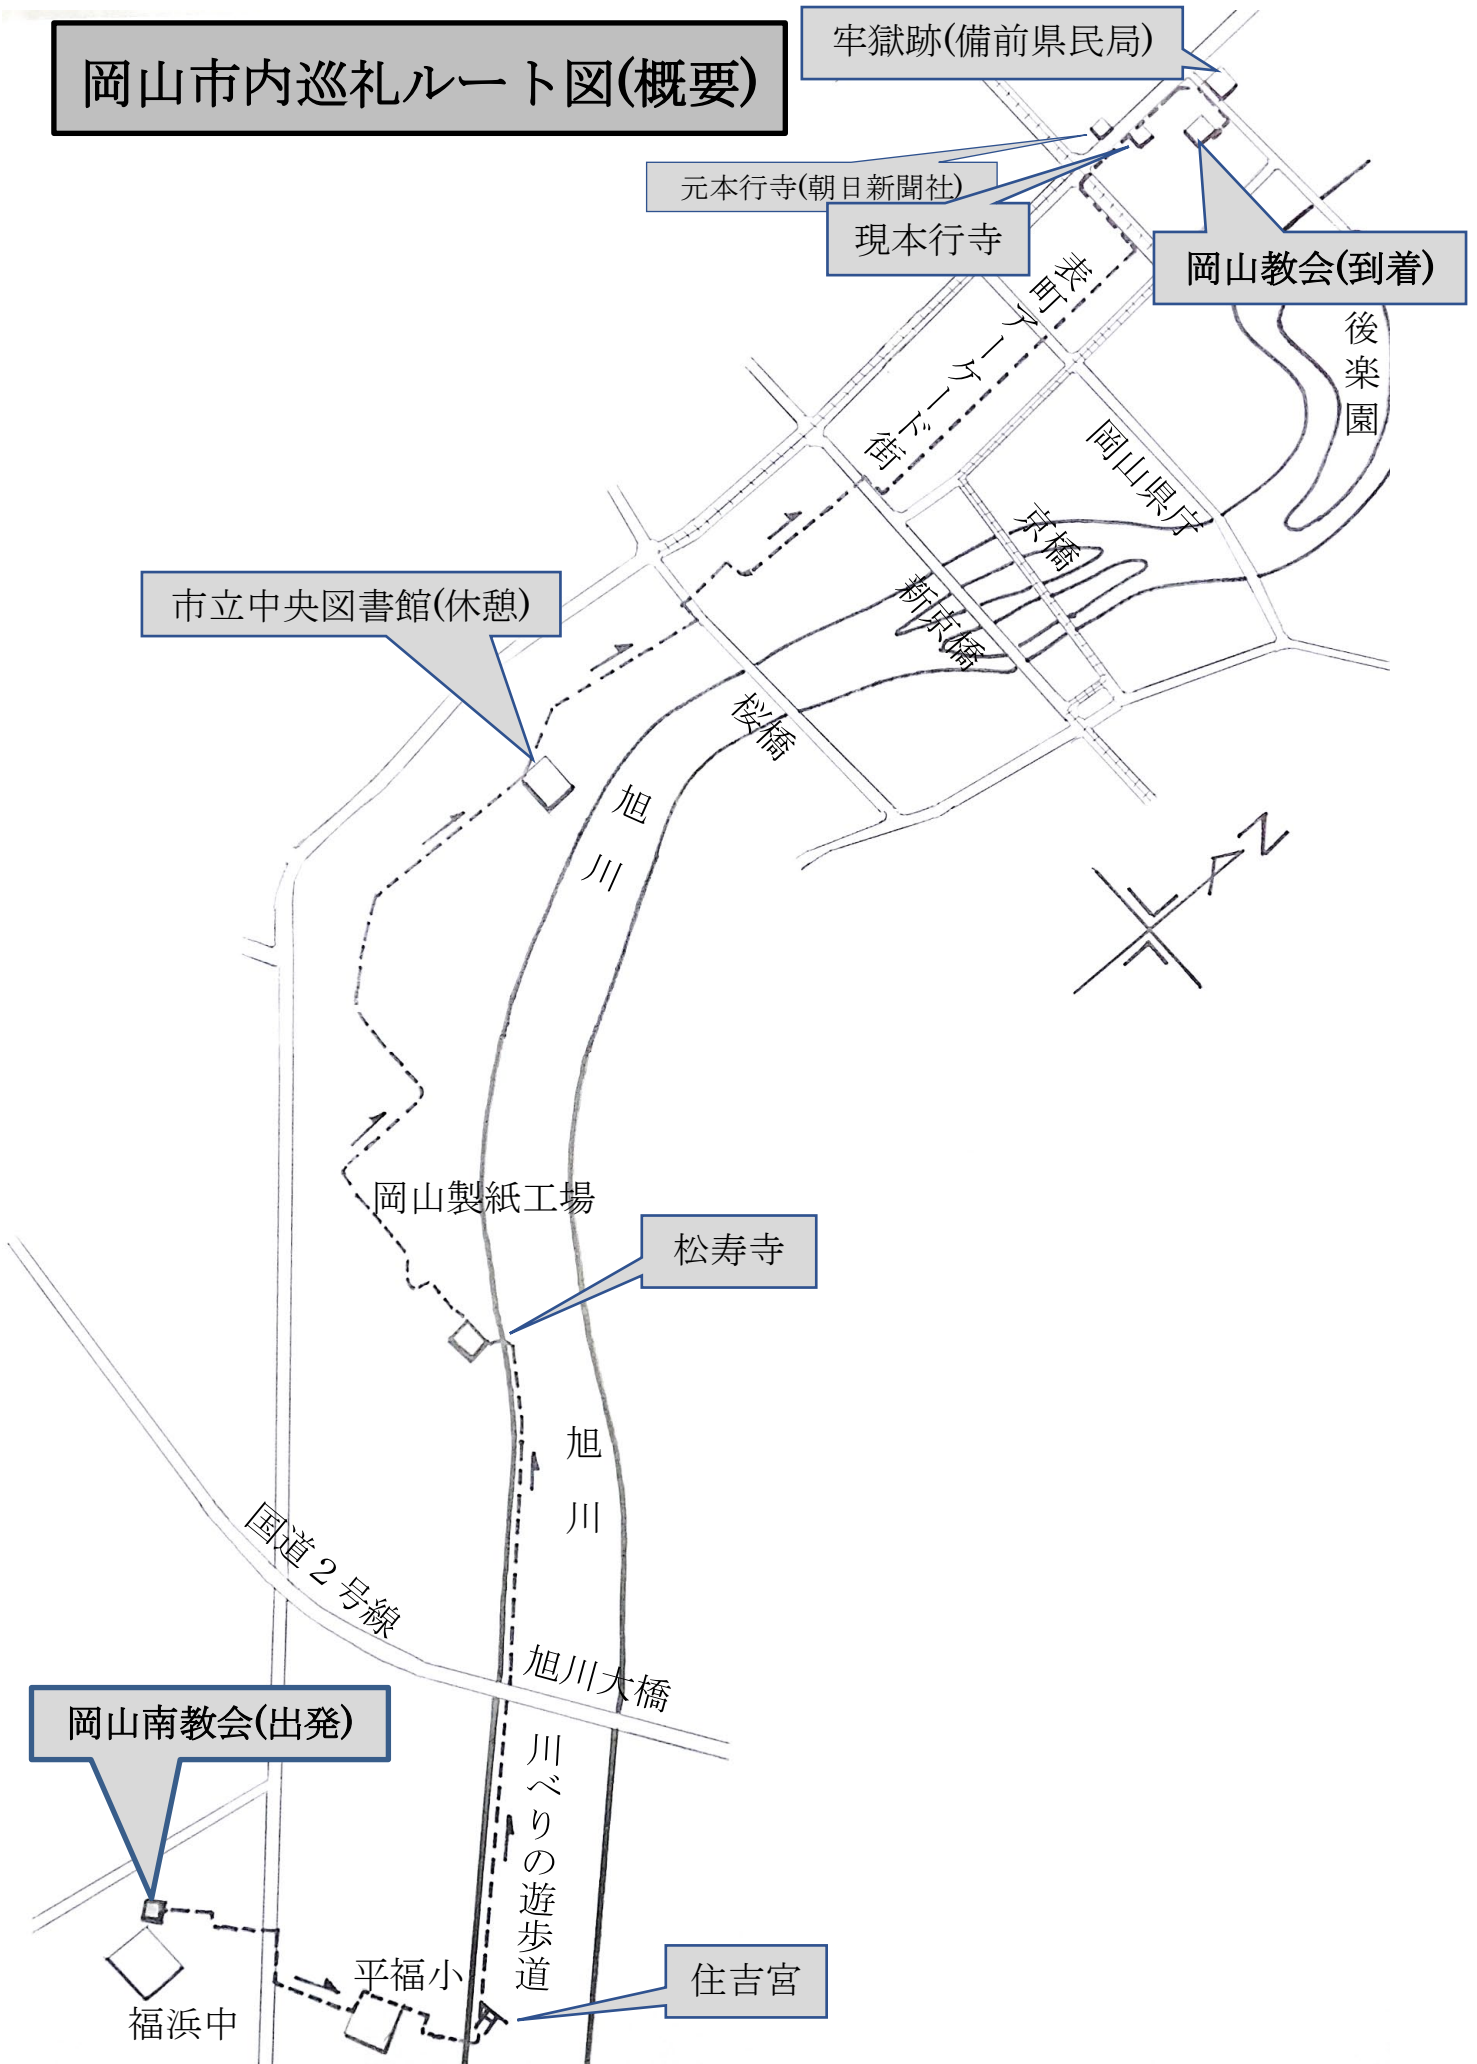 岡山市内巡礼ルート図(概要)
牢獄跡(備前県民局)
元本行寺(朝日新聞社)
現本行寺
岡山教会(到着)
後楽園
表町アーケード街
岡山県庁
京橋
新京橋
桜橋
市立中央図書館(休憩)
旭川
N
岡山製紙工場
松寿寺
旭川
国道２号線
旭川大橋
岡山南教会(出発)
川べりの遊歩道
平福小
住吉宮
福浜中